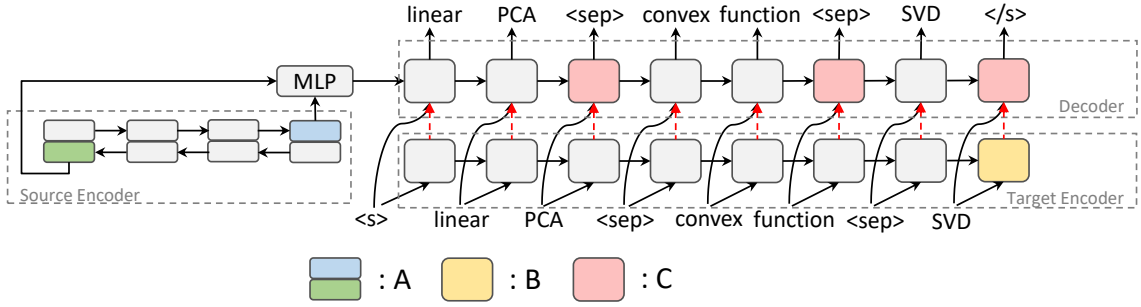 linear PCA <sep> convex function <sep> SVD </s>
MLP
Decoder
Source Encoder
Target Encoder
<s> linear PCA <sep> convex function <sep> SVD
: A : B : C